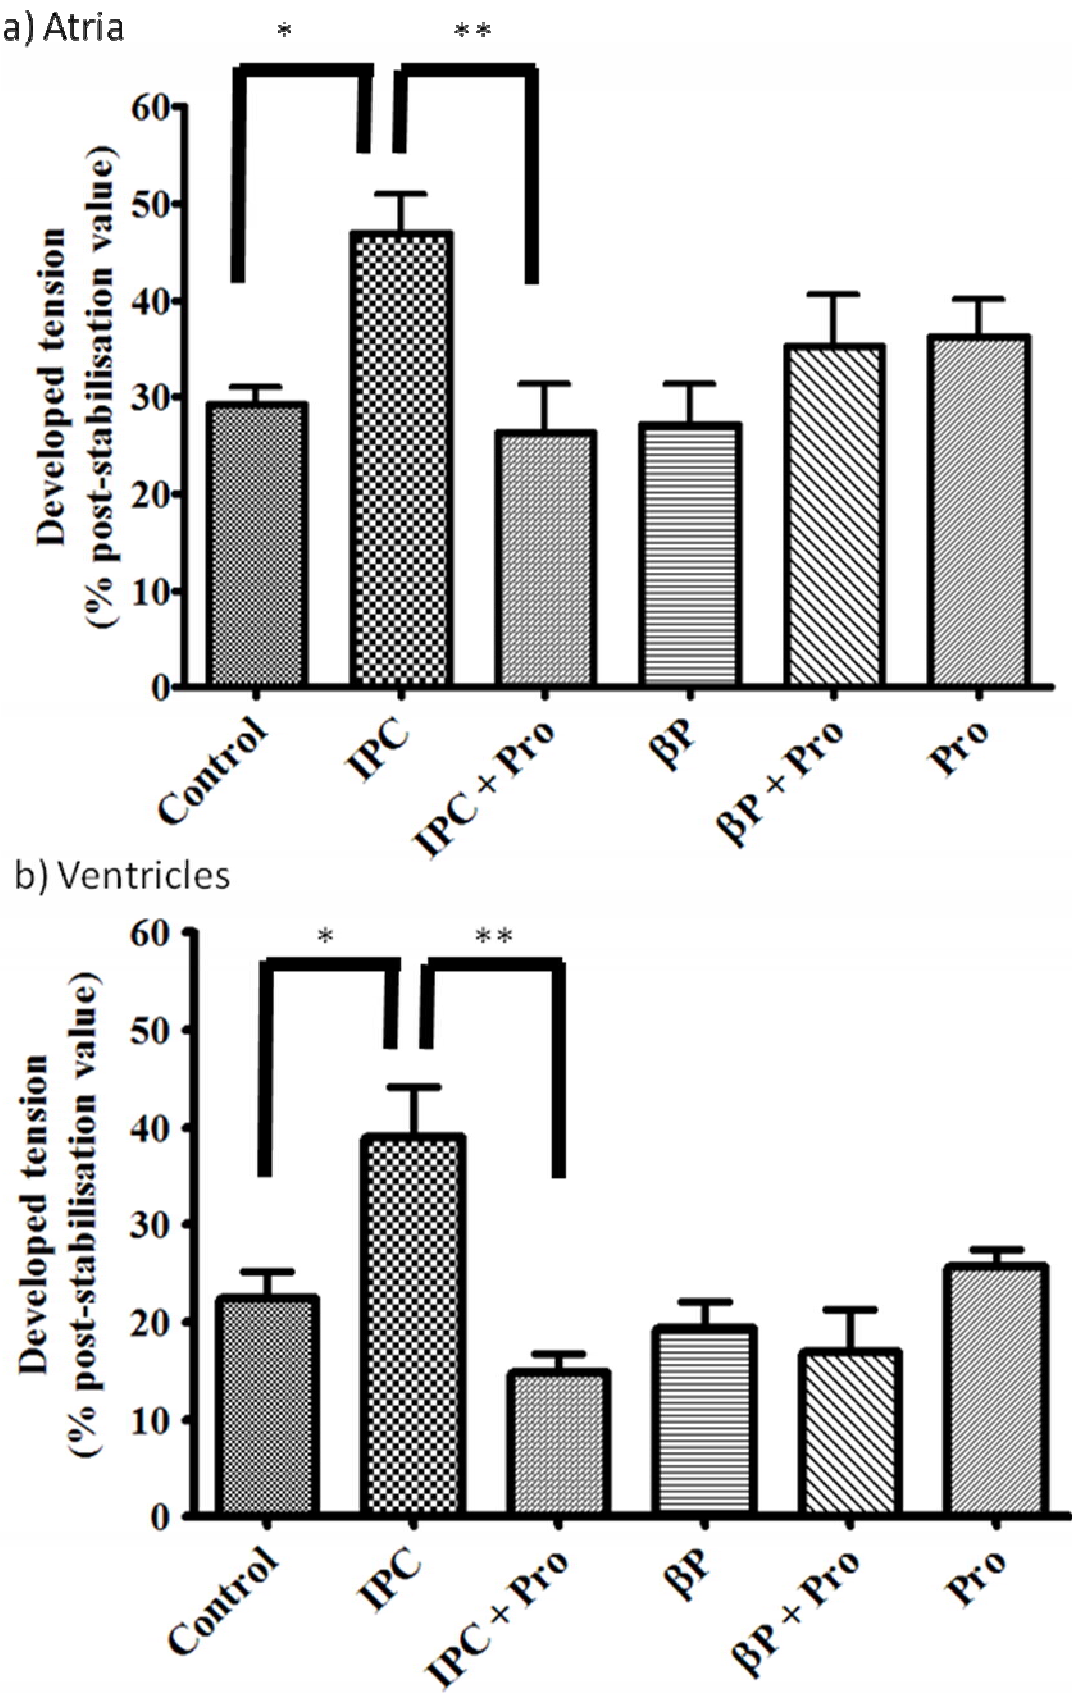 a) Atria
* **
Developed tension
(% post-stabilisation value)
60
50
40
30
20
10
0
Control
IPC
IPC + Pro
βP
βP + Pro
Pro
b) Ventricles
* **
Developed tension
(% post-stabilisation value)
60
50
40
30
20
10
0
Control
IPC
IPC + Pro
βP
βP + Pro
Pro